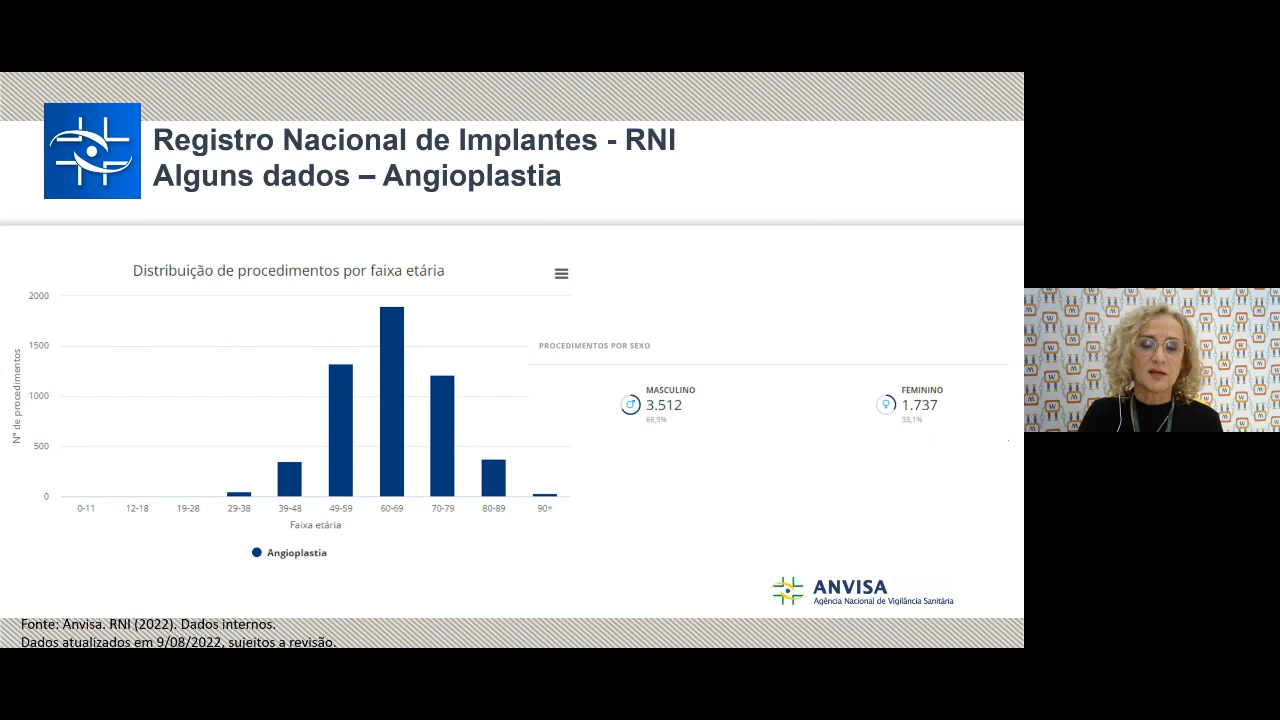 Registro Nacional de Implantes - RNI
Alguns dados – Angioplastia
Distribuição de procedimentos por faixa etária
2000
1500
1000
500
0
N° de procedimentos
0-11 12-18 19-28 29-38 39-48 49-59 60-69 70-79 80-89 90+
Faixa etária
Angioplastia
PROCEDIMENTOS POR SEXO
MASCULINO
3.512
66,9%
FEMININO
1.737
33,1%
ANVISA
Agência Nacional de Vigilância Sanitária
Fonte: Anvisa. RNI (2022). Dados internos.
Dados atualizados em 9/08/2022, sujeitos a revisão.